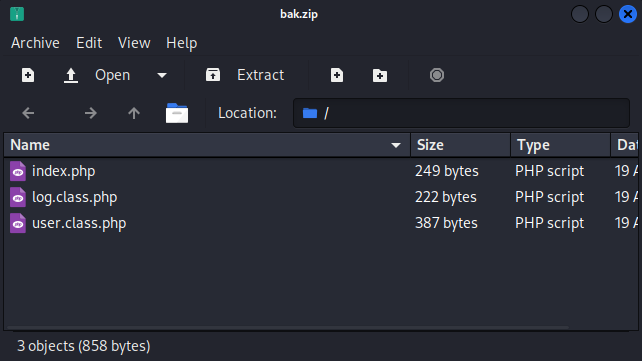 bak.zip
Archive Edit View Help
Open Extract
Location: /
Name Size Type Dat
index.php 249 bytes PHP script 19 A
log.class.php 222 bytes PHP script 19 A
user.class.php 387 bytes PHP script 19 A
3 objects (858 bytes)